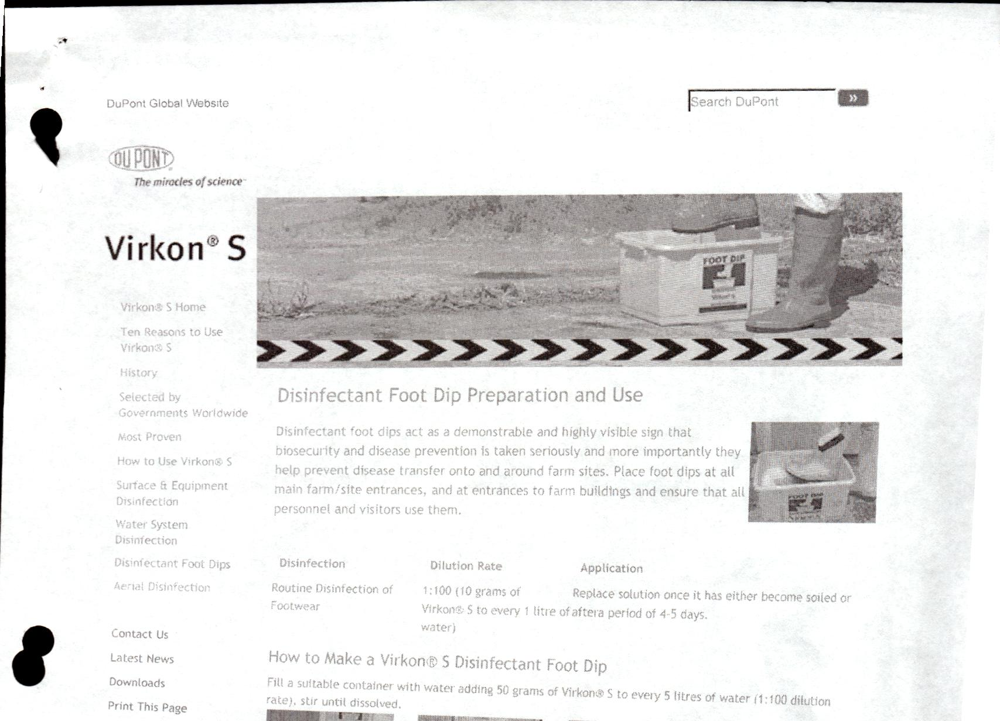 DuPont Global Website
Search DuPont »
DU PONT®
The miracles of science™
Virkon® S
FOOT DIP
Virkon® S Home
Ten Reasons to Use
Virkon® S
History
Selected by
Governments Worldwide
Most Proven
How to Use Virkon® S
Surface & Equipment
Disinfection
Water System
Disinfection
Disinfectant Foot Dips
Aerial Disinfection
Contact Us
Latest News
Downloads
Print This Page
Disinfectant Foot Dip Preparation and Use
Disinfectant foot dips act as a demonstrable and highly visible sign that
biosecurity and disease prevention is taken seriously and more importantly they
help prevent disease transfer onto and around farm sites. Place foot dips at all
main farm/site entrances, and at entrances to farm buildings and ensure that all
personnel and visitors use them.
FOOT DIP
Disinfection Dilution Rate Application
Routine Disinfection of 1:100 (10 grams of Replace solution once it has either become soiled or
Footwear Virkon® S to every 1 litre of aftera period of 4-5 days.
water)
How to Make a Virkon® S Disinfectant Foot Dip
Fill a suitable container with water adding 50 grams of Virkon® S to every 5 litres of water (1:100 dilution
rate), stir until dissolved.